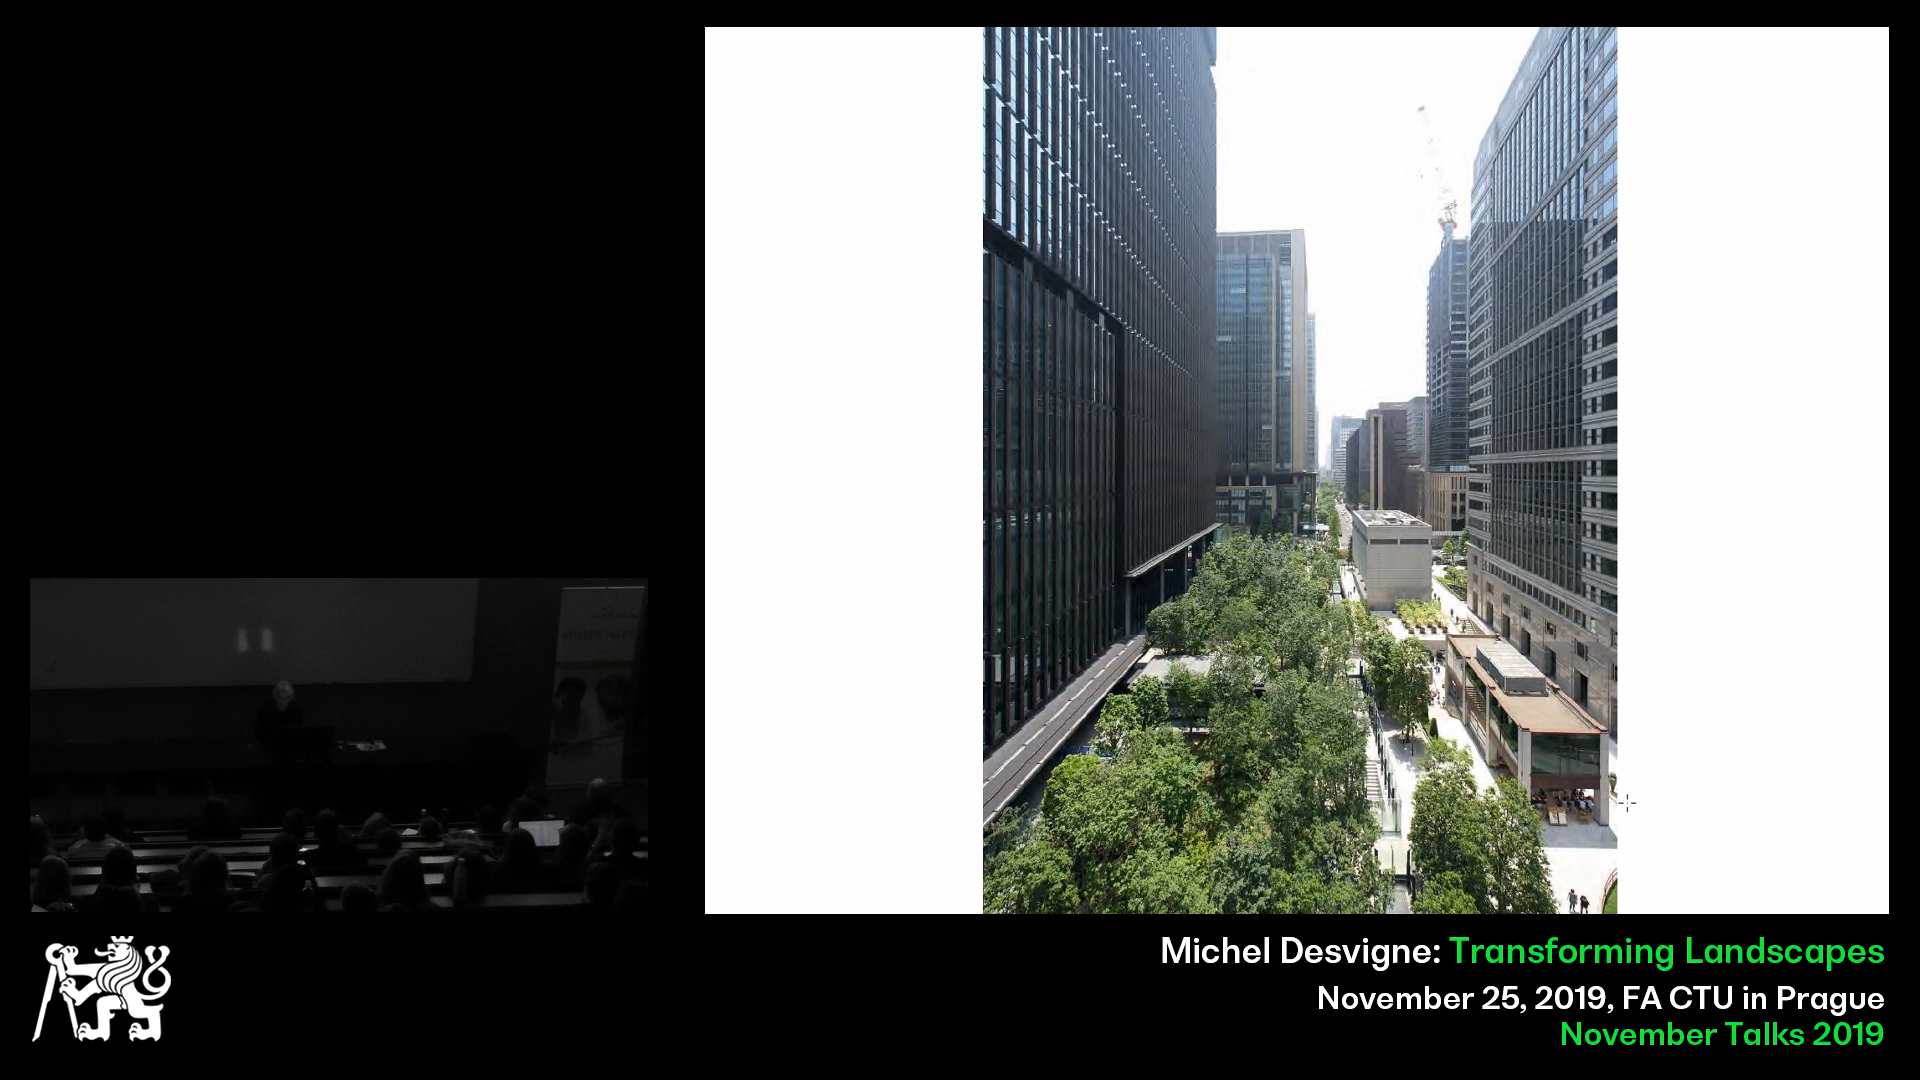 Michel Desvigne: Transforming Landscapes
November 25, 2019, FA CTU in Prague
November Talks 2019